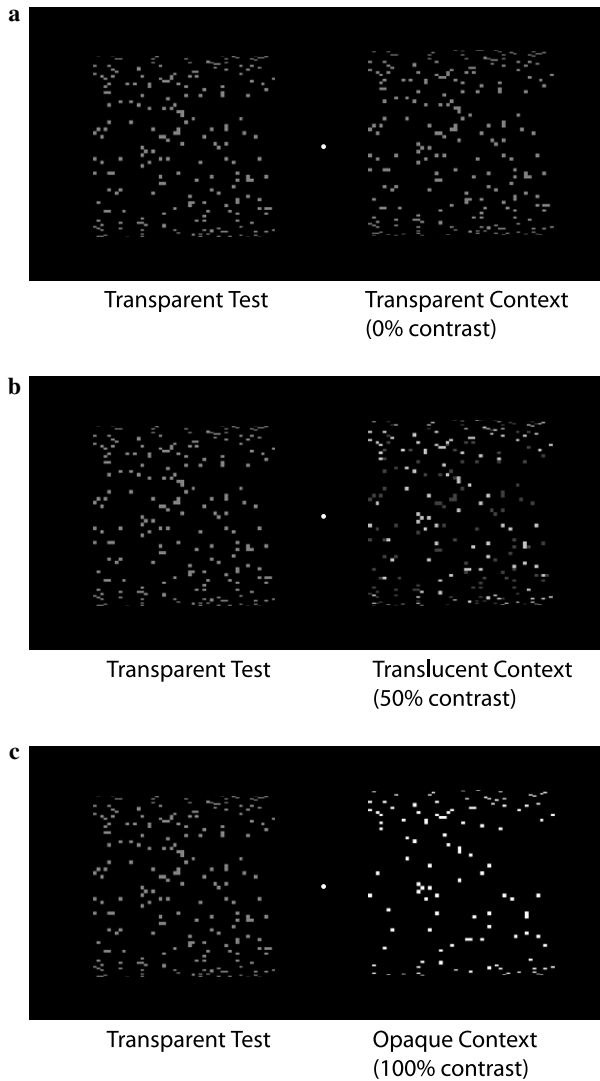 a
Transparent Test
Transparent Context
(0% contrast)
b
Transparent Test
Translucent Context
(50% contrast)
c
Transparent Test
Opaque Context
(100% contrast)